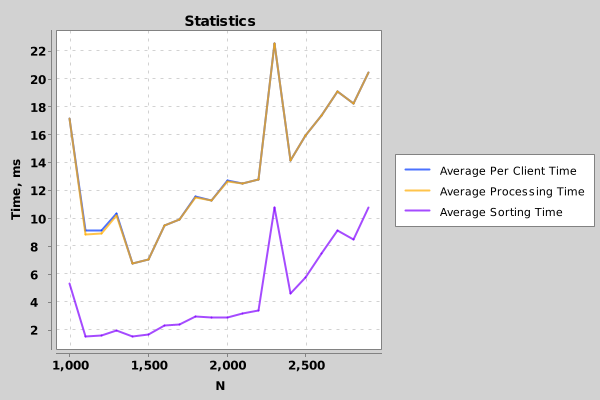 Statistics
22
20
18
16
14
12
10
8
6
4
2
Time, ms
1,000 1,500 2,000 2,500
N
Average Per Client Time
Average Processing Time
Average Sorting Time